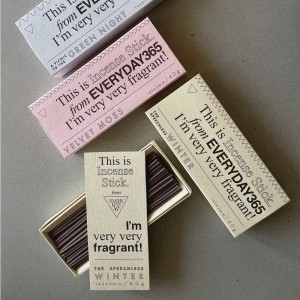 This is Incense Stick.
from EVERYDAY365
I'm very very fragrant!
GREEN NIGHT
This is Incense Stick.
from EVERYDAY365
I'm very very fragrant!
VELVET MOSS
This is Incense Stick.
from EVERYDAY365
I'm very very fragrant!
WINTER
This is
Incense
Stick.
from
I'm
very very
fragrant!
THE SPEECHLESS
WINTER